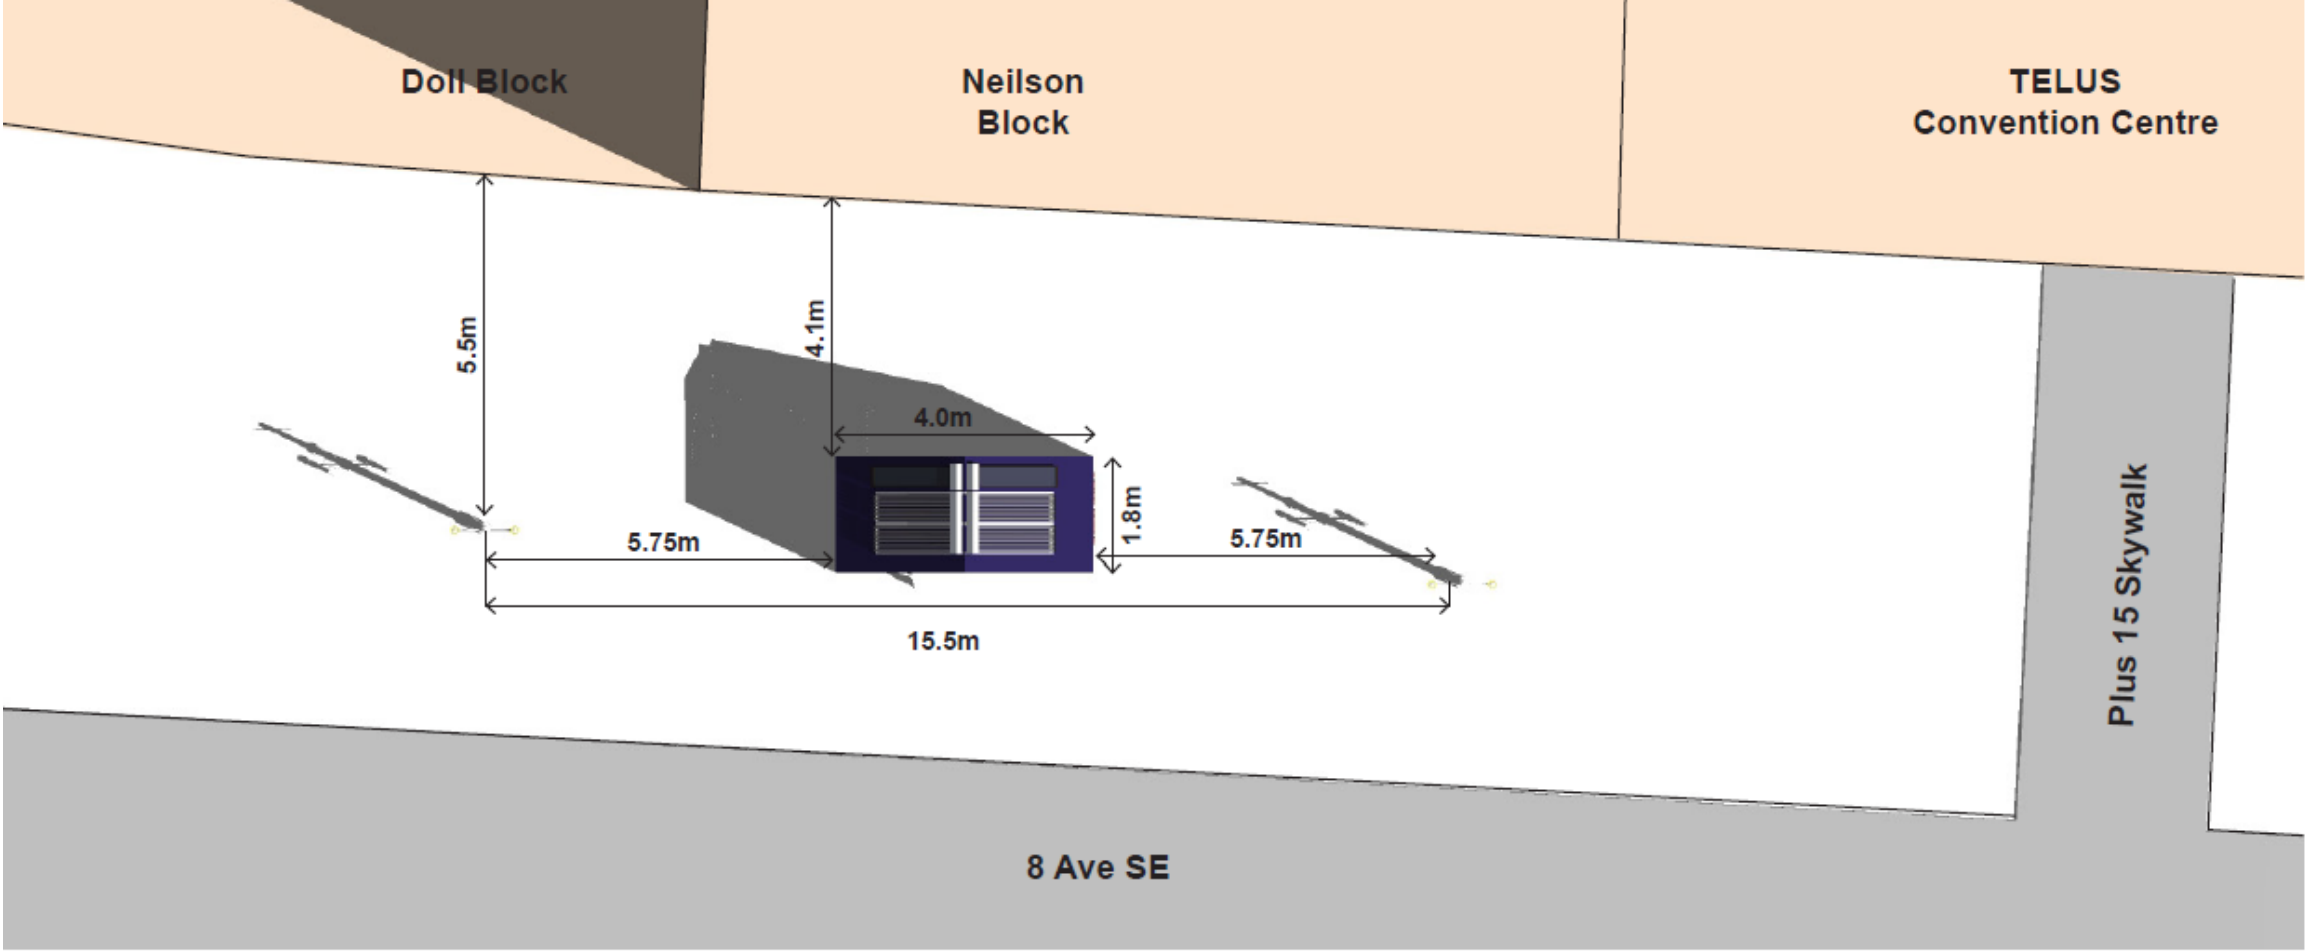 Doll Block
Neilson
Block
TELUS
Convention Centre
5.5m
4.1m
4.0m
1.8m
5.75m
5.75m
15.5m
Plus 15 Skywalk
8 Ave SE